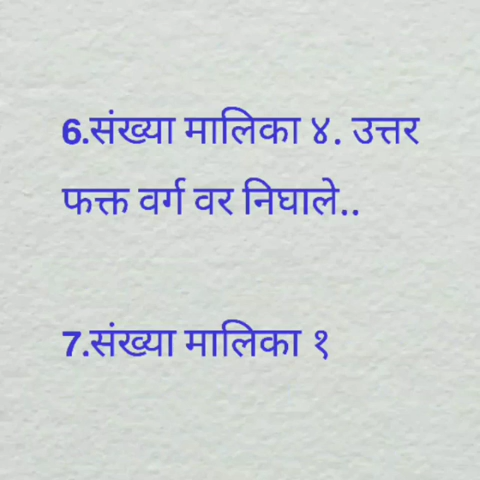 6.संख्या मालिका ४. उत्तर
फक्त वर्ग वर निघाले..
7.संख्या मालिका १